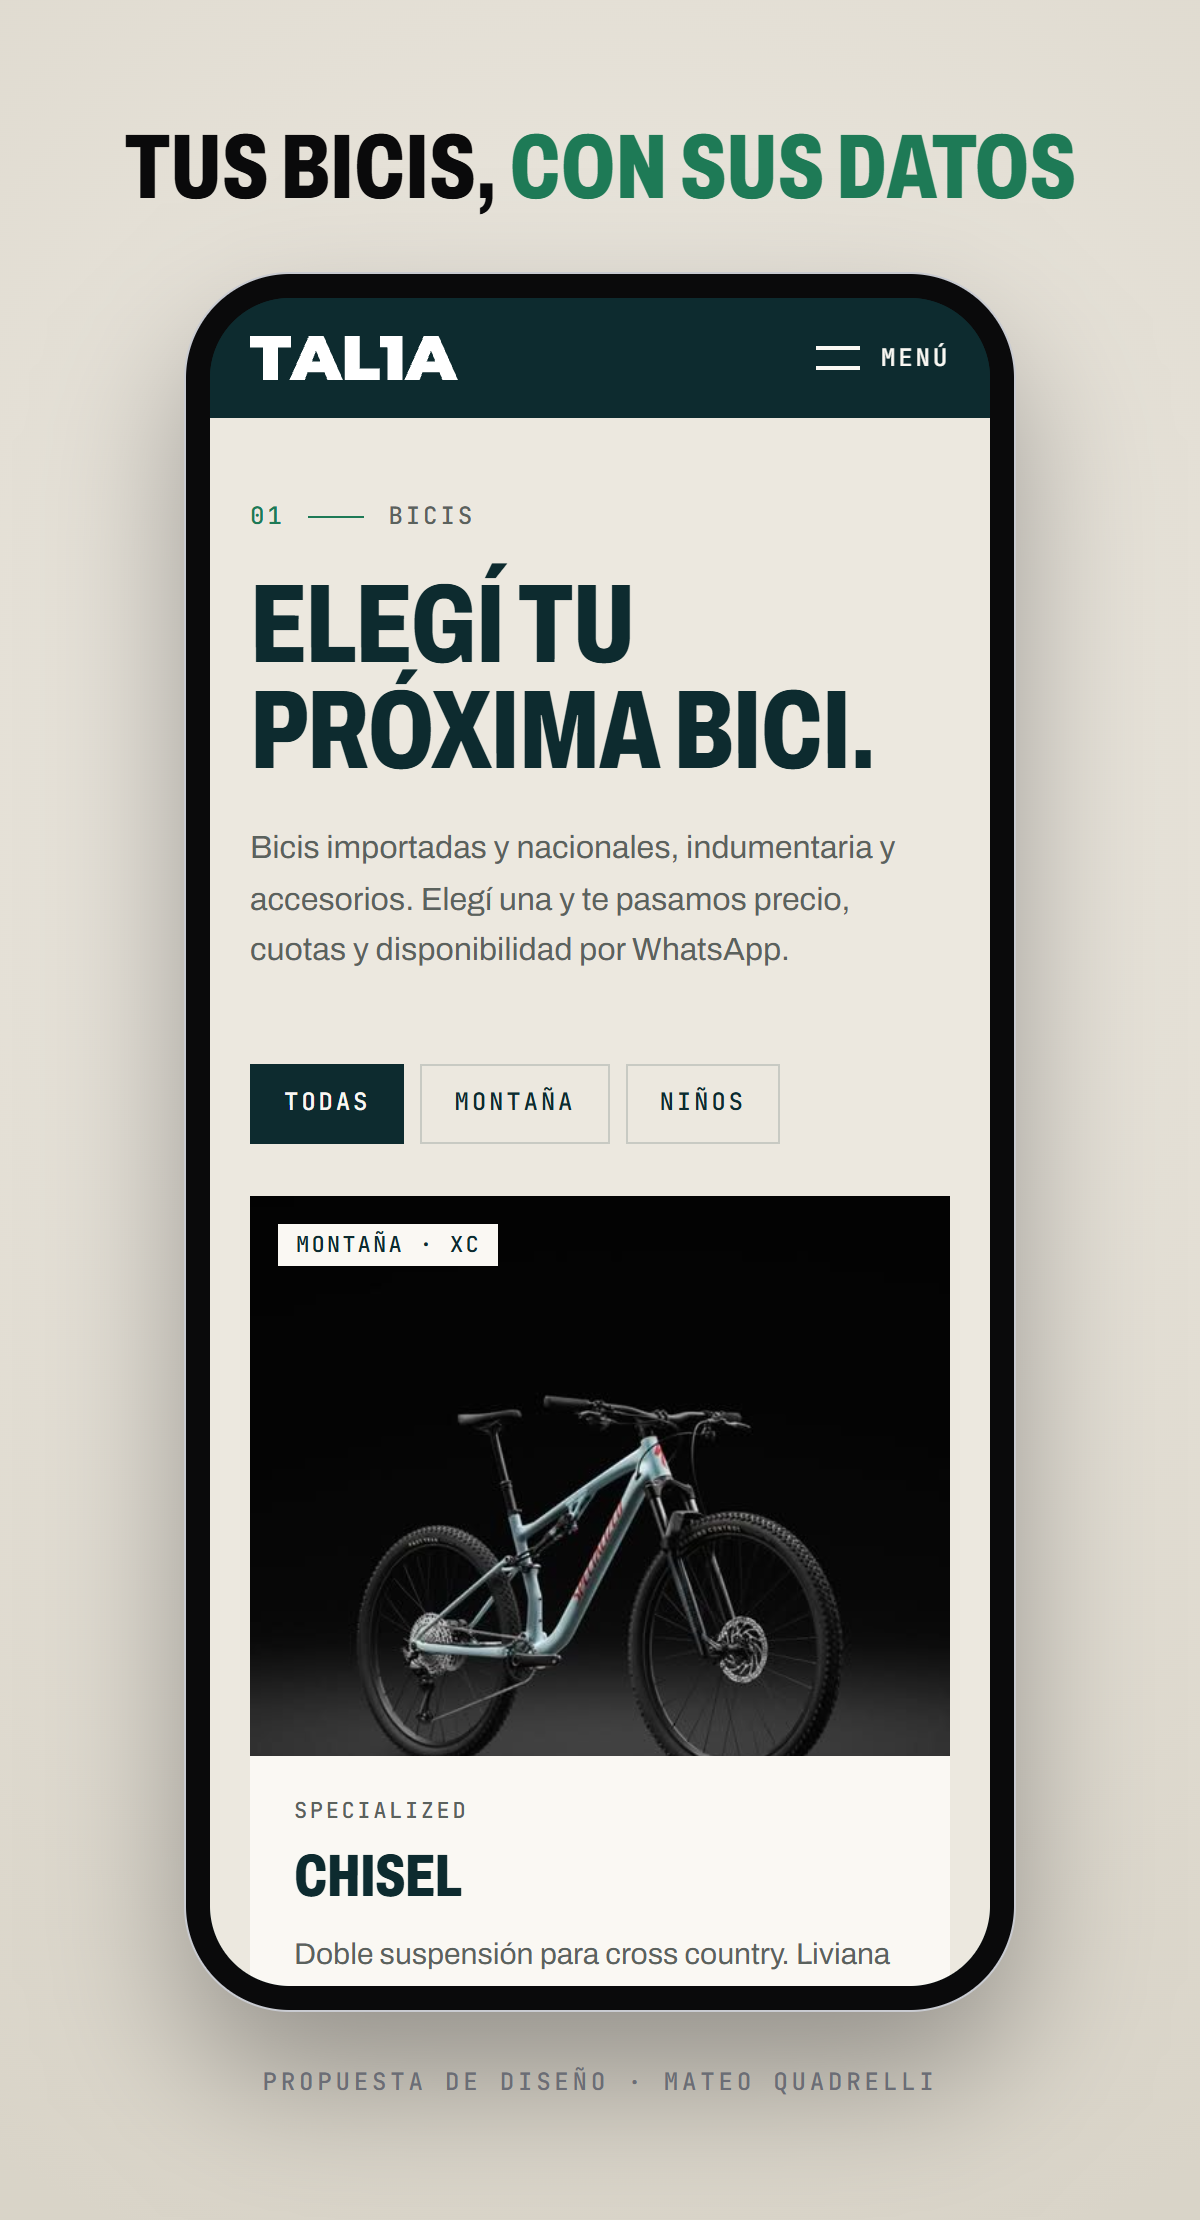 TUS BICIS, CON SUS DATOS
TAL1A
MENÚ
01 BICIS
ELEGÍ TU
PRÓXIMA BICI.
Bicis importadas y nacionales, indumentaria y
accesorios. Elegí una y te pasamos precio,
cuotas y disponibilidad por WhatsApp.
TODAS
MONTAÑA
NIÑOS
MONTAÑA · XC
SPECIALIZED
SPECIALIZED
CHISEL
Doble suspensión para cross country. Liviana
PROPUESTA DE DISEÑO · MATEO QUADRELLI